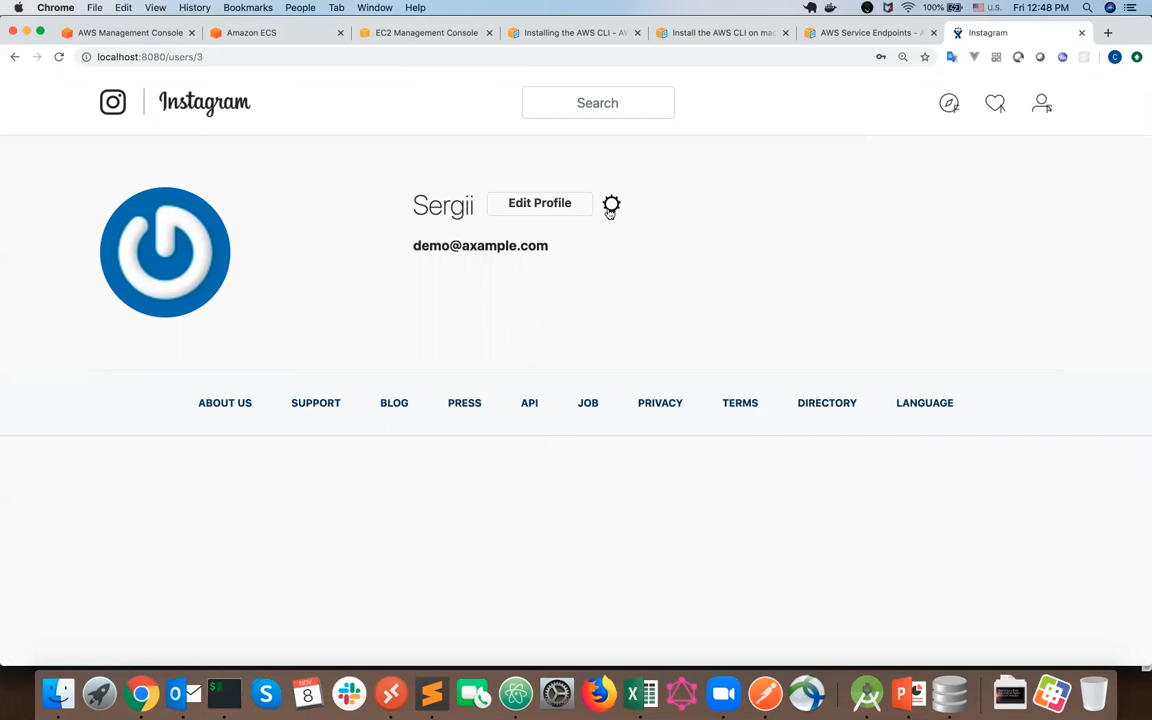 Chrome File Edit View History Bookmarks People Tab Window Help 100% U.S. Fri 12:48 PM
AWS Management Console Amazon ECS EC2 Management Console Installing the AWS CLI - AW Install the AWS CLI on mac AWS Service Endpoints - A Instagram
localhost:8080/users/3 C
Instagram Search
Sergii Edit Profile
demo@axample.com
ABOUT US SUPPORT BLOG PRESS API JOB PRIVACY TERMS DIRECTORY LANGUAGE
NOV
8